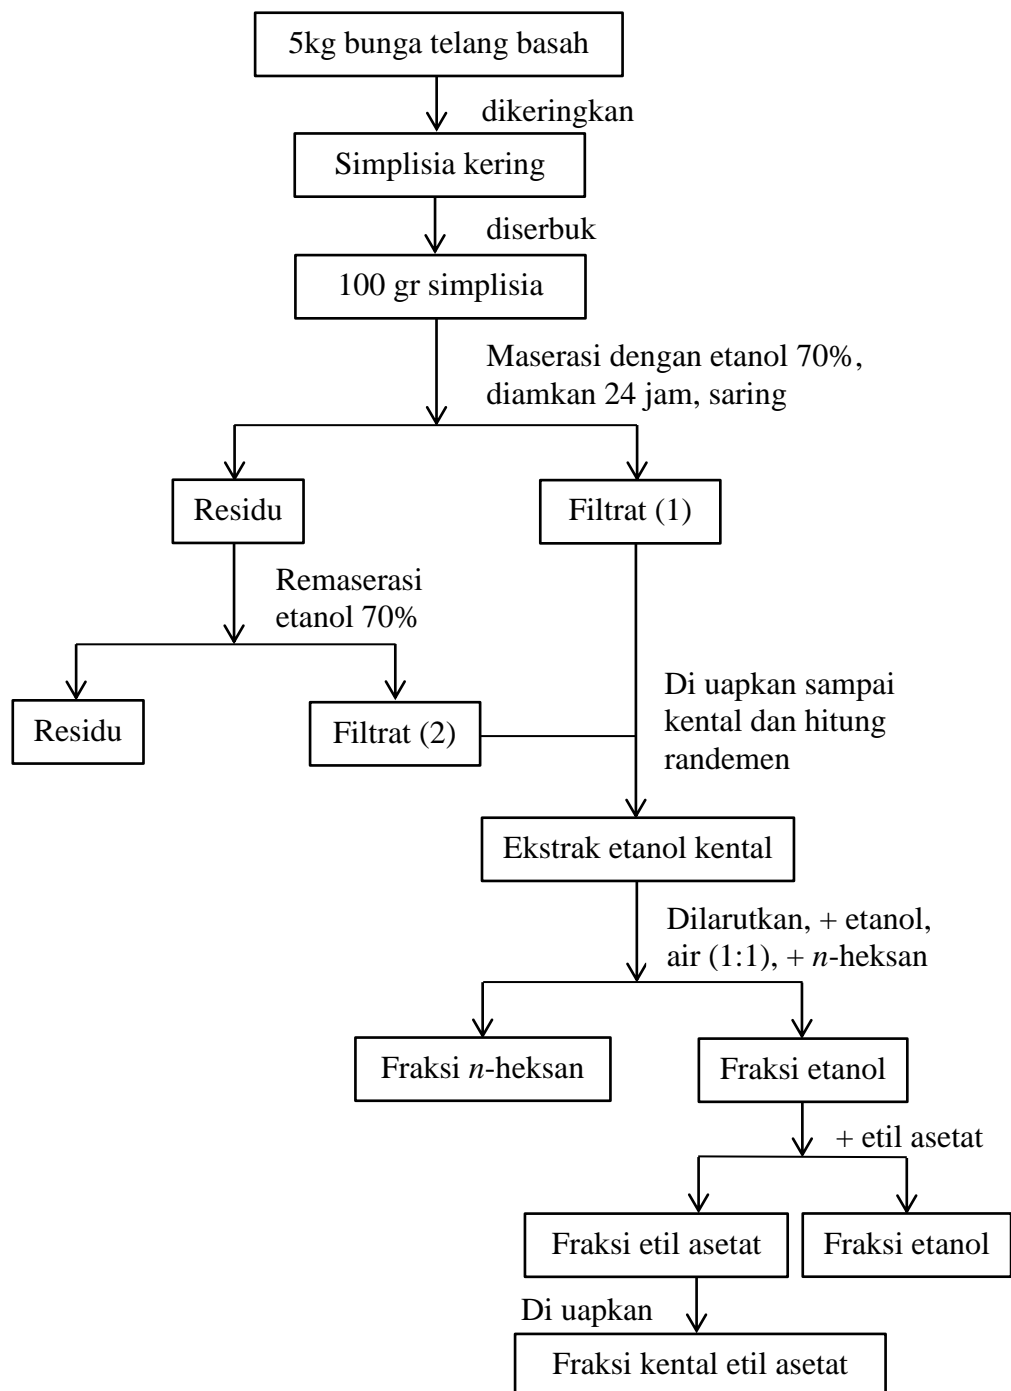 5kg bunga telang basah
dikeringkan
Simplisia kering
diserbuk
100 gr simplisia
Maserasi dengan etanol 70%,
diamkan 24 jam, saring
Residu
Filtrat (1)
Remaserasi
etanol 70%
Residu
Filtrat (2)
Di uapkan sampai
kental dan hitung
randemen
Ekstrak etanol kental
Dilarutkan, + etanol,
air (1:1), + n-heksan
Fraksi n-heksan
Fraksi etanol
+ etil asetat
Fraksi etil asetat
Fraksi etanol
Di uapkan
Fraksi kental etil asetat